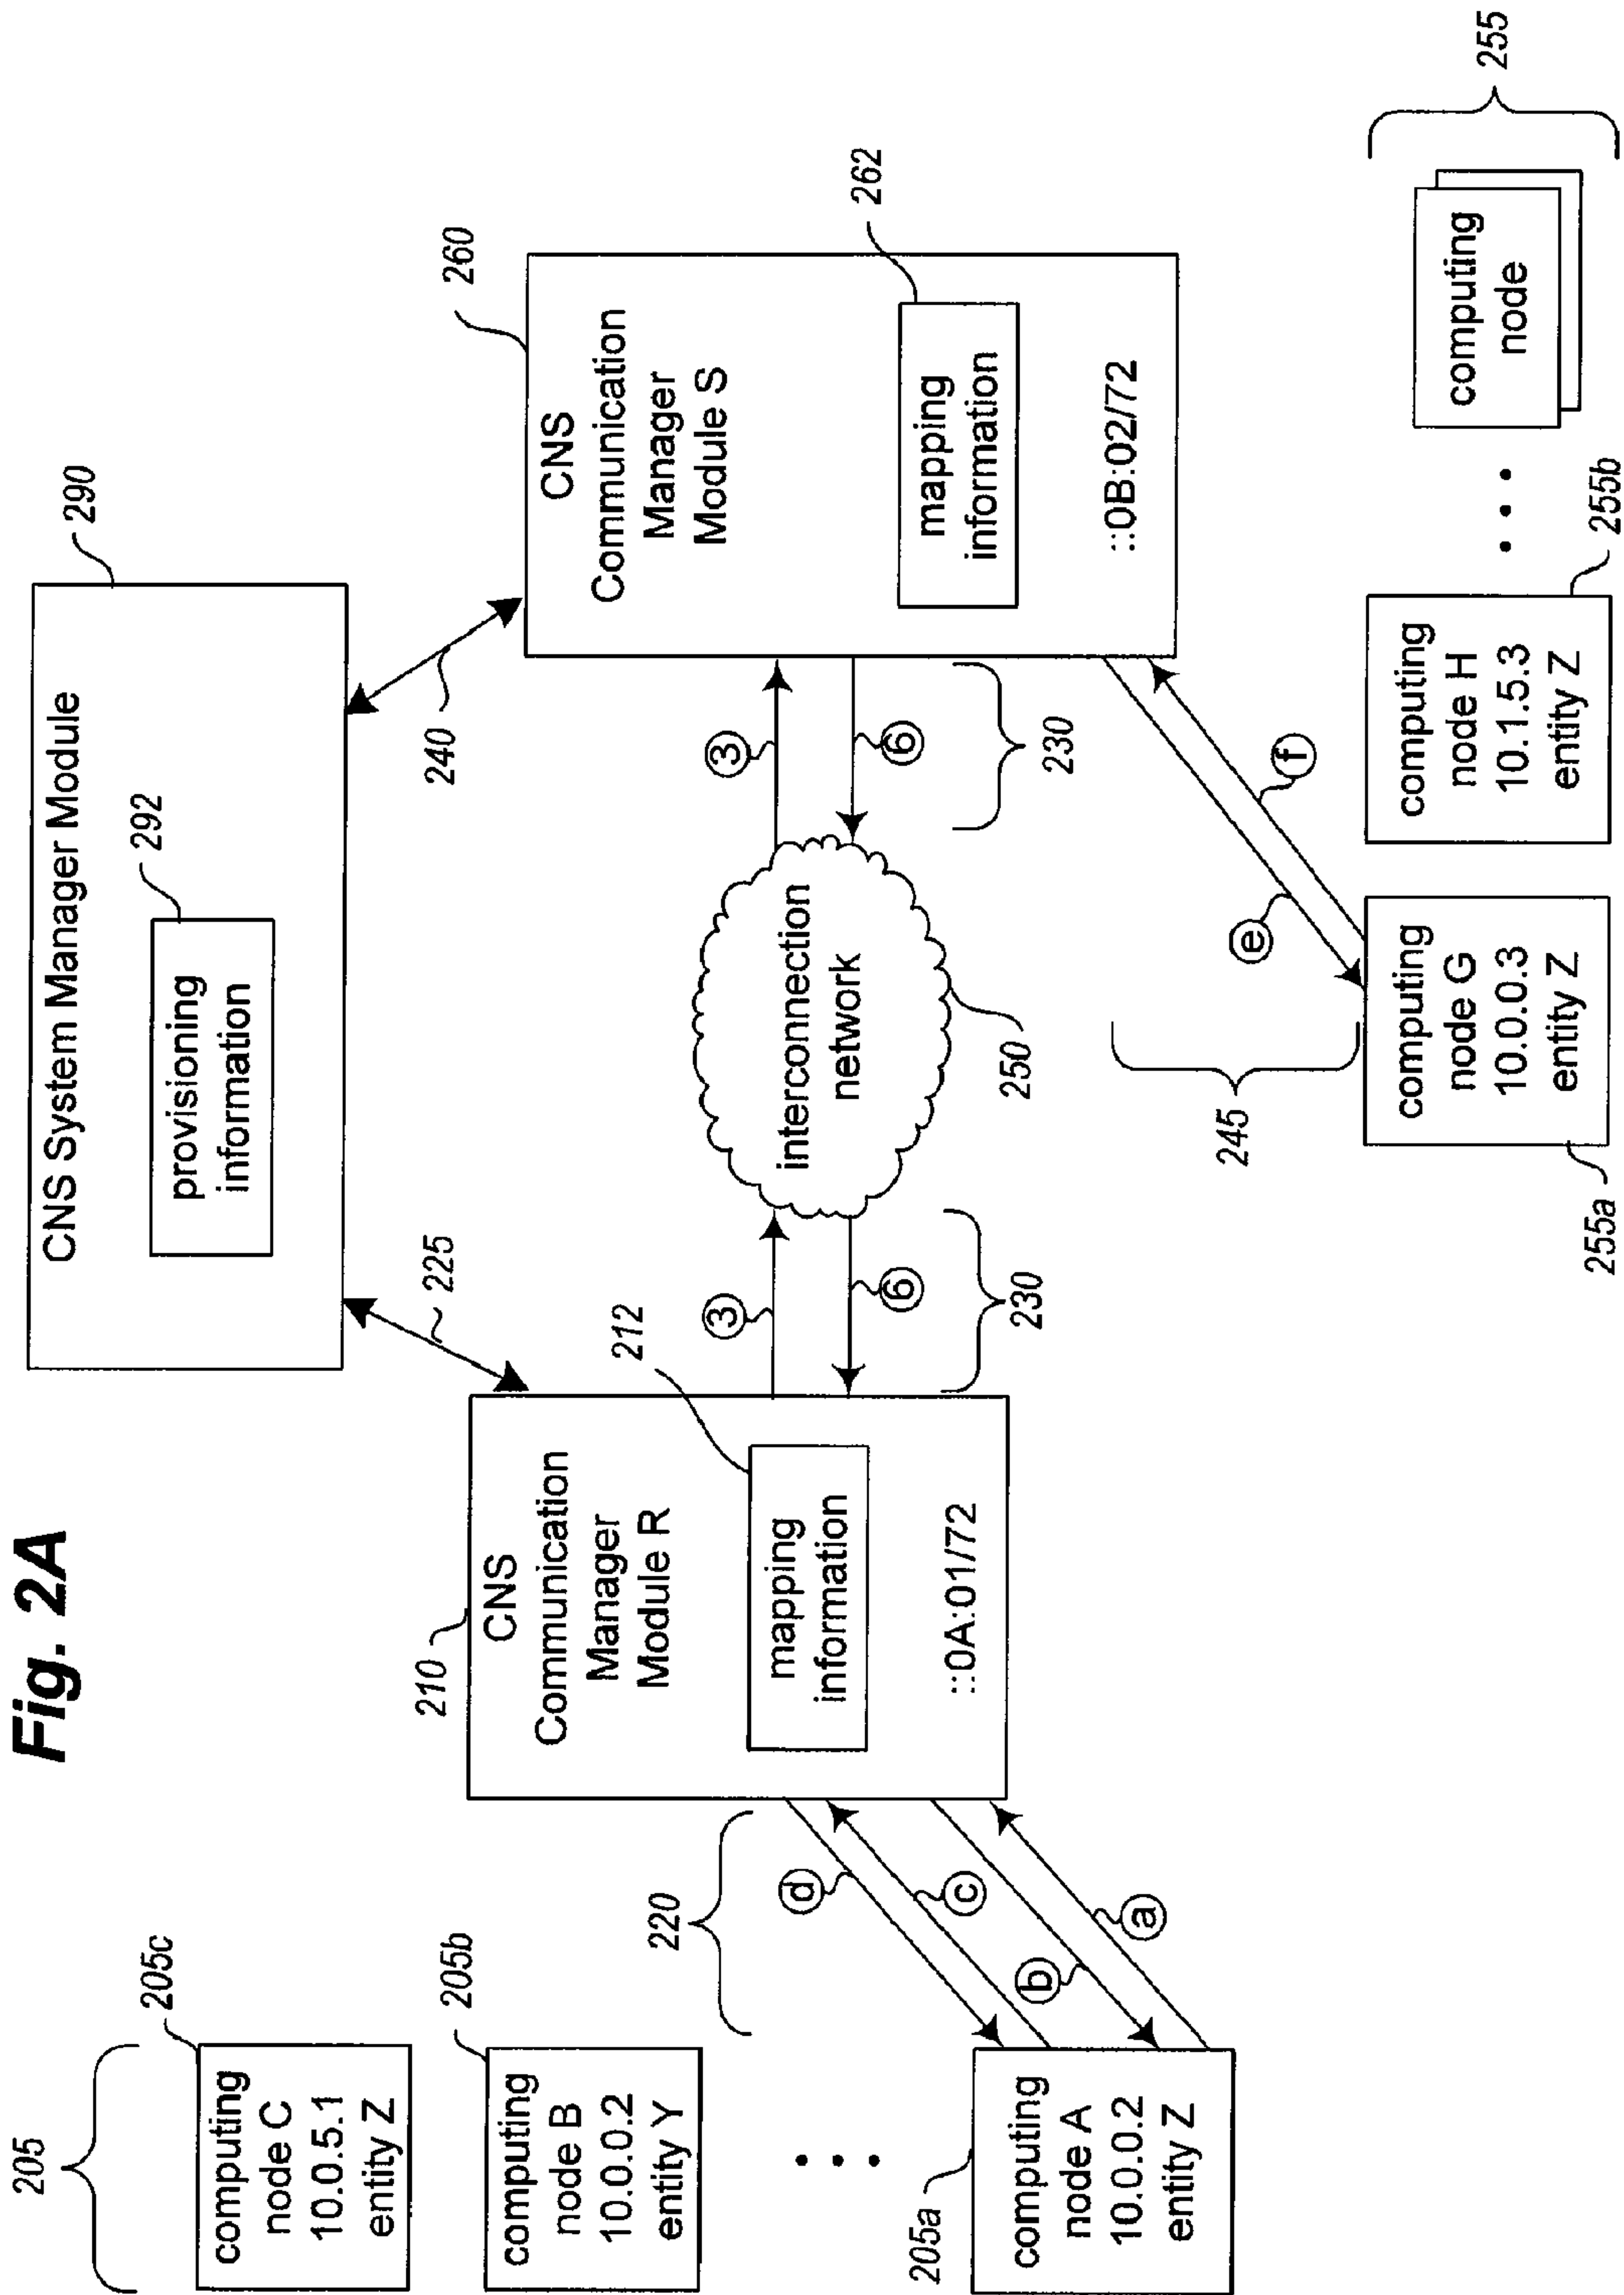 Fig. 2A
205
205c
computing
node C
10.0.5.1
entity Z
205b
computing
node B
10.0.0.2
entity Y
205a
computing
node A
10.0.0.2
entity Z
220
d
c
b
a
210
CNS
Communication
Manager
Module R
212
mapping
information
::0A:01/72
225
290
CNS System Manager Module
292
provisioning
information
240
3
6
230
interconnection
network
250
3
6
230
260
CNS
Communication
Manager
Module S
262
mapping
information
::0B:02/72
e
f
245
255a
computing
node G
10.0.0.3
entity Z
255b
computing
node H
10.1.5.3
entity Z
255
computing
node